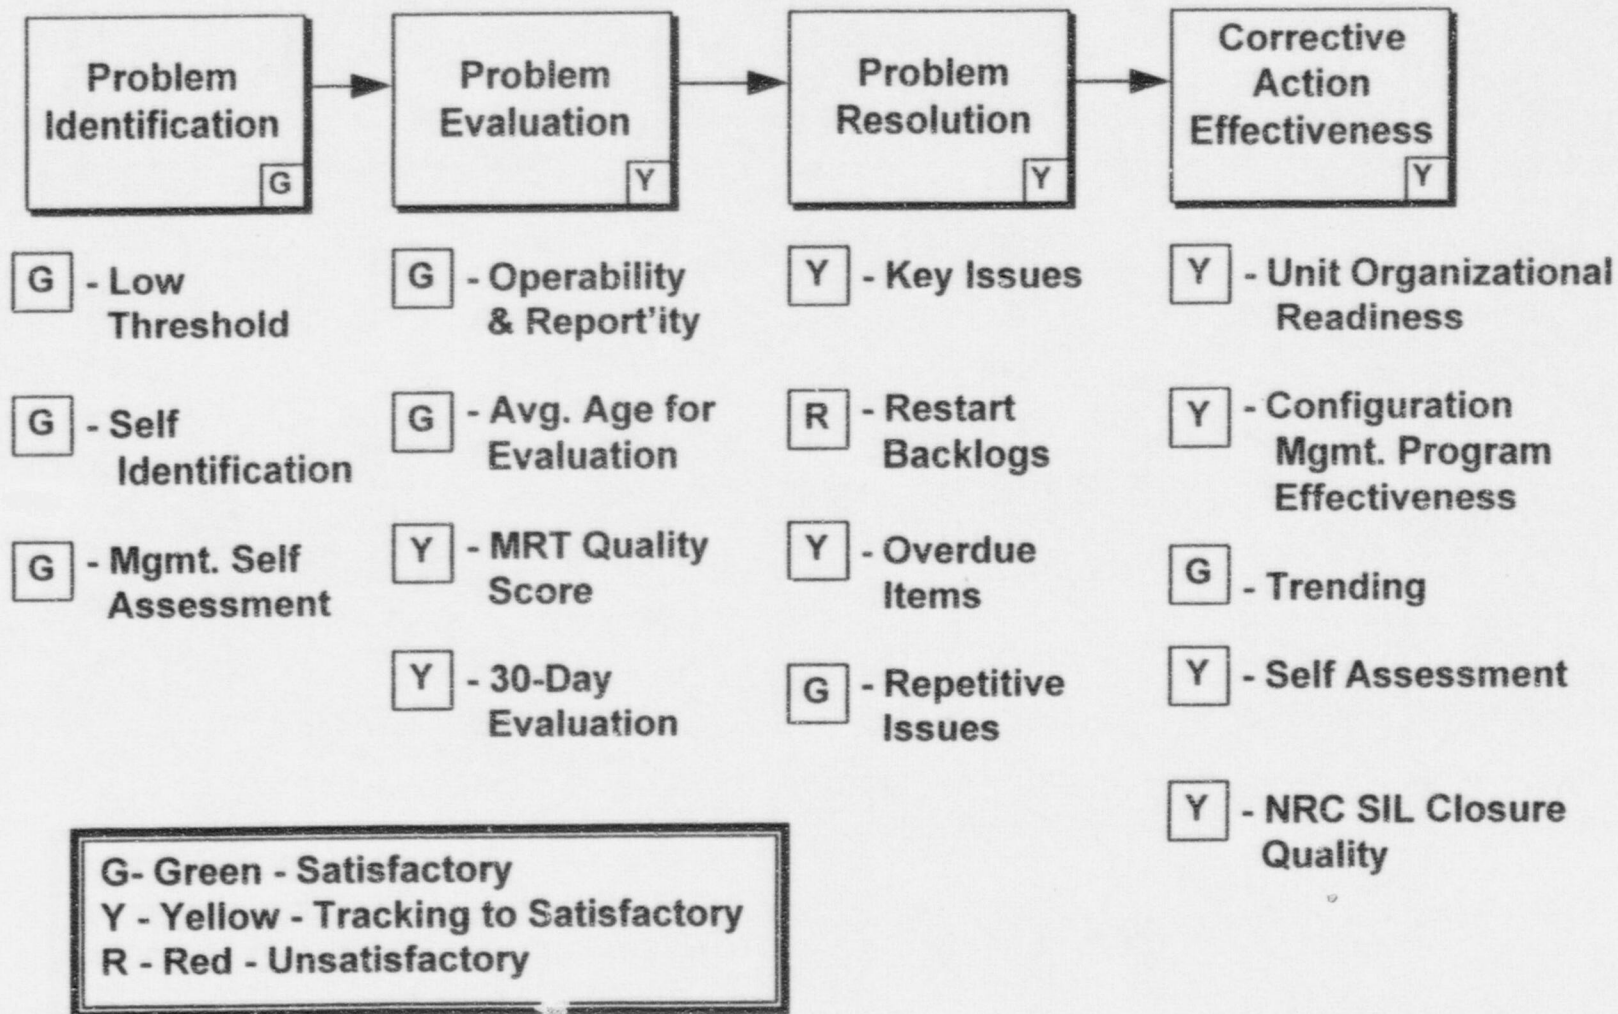 Problem
Identification
G
Problem
Evaluation
Y
Problem
Resolution
Y
Corrective
Action
Effectiveness
Y
G - Low
Threshold
G - Self
Identification
G - Mgmt. Self
Assessment
G - Operability
& Report'ity
G - Avg. Age for
Evaluation
Y - MRT Quality
Score
Y - 30-Day
Evaluation
Y - Key Issues
R - Restart
Backlogs
Y - Overdue
Items
G - Repetitive
Issues
Y - Unit Organizational
Readiness
Y - Configuration
Mgmt. Program
Effectiveness
G - Trending
Y - Self Assessment
Y - NRC SIL Closure
Quality
G- Green - Satisfactory
Y - Yellow - Tracking to Satisfactory
R - Red - Unsatisfactory